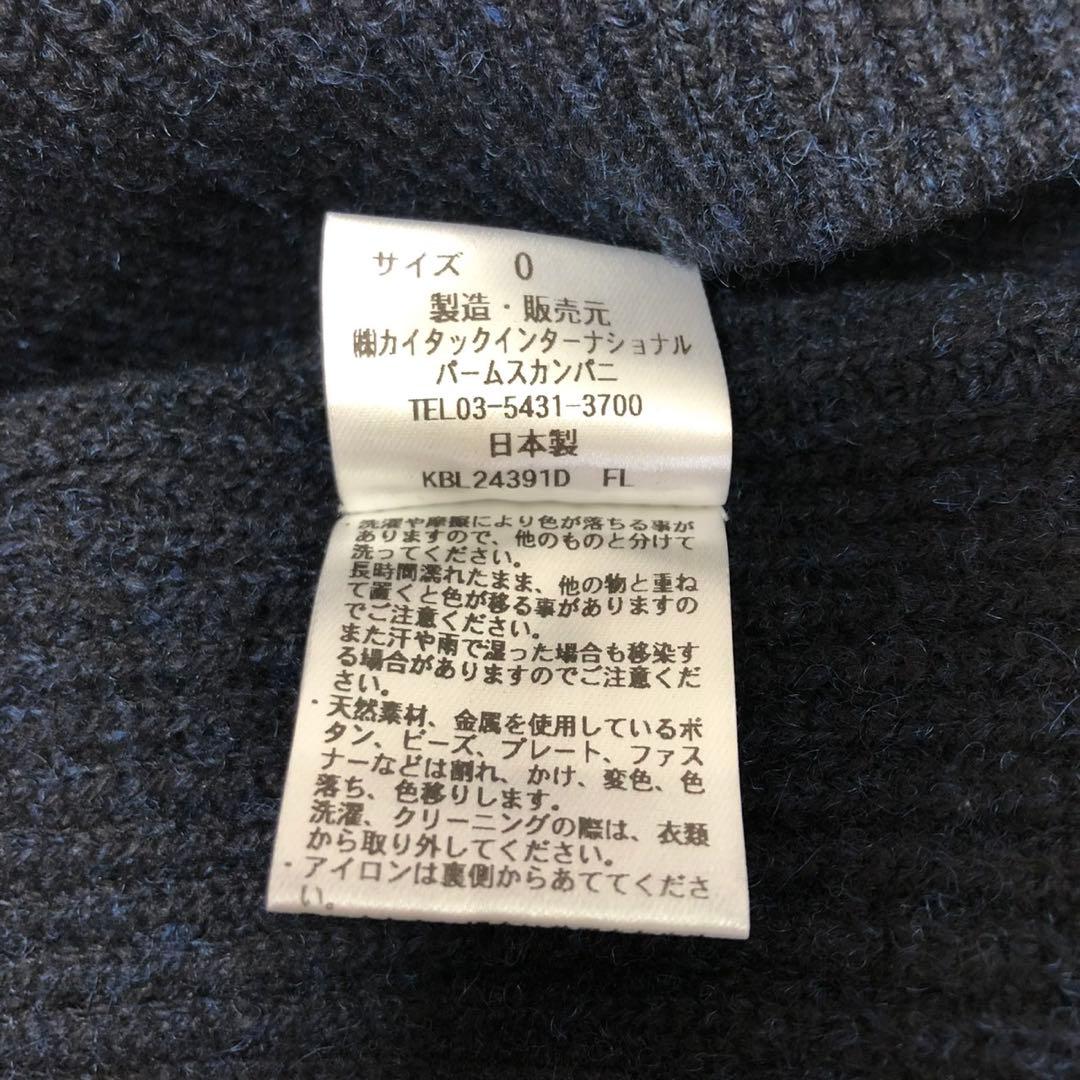 サイズ 0
製造・販売元
㈱カイタックインターナショナル
パームスカンパニ
TEL03-5431-3700
日本製
KBL24391D FL
・洗濯や摩擦により色が落ちる事が
ありますので、他のものと分けて
洗ってください。
長時間濡れたまま、他の物と重ね
て置くと色が移る事がありますの
でご注意ください。
また汗や雨で湿った場合も移染す
る場合がありますのでご注意くだ
さい。
・天然素材、金属を使用しているボ
タン、ビーズ、プレート、ファス
ナーなどは割れ、かけ、変色、色
落ち、色移りします。
洗濯、クリーニングの際は、衣類
から取り外してください。
・アイロンは裏側からあててくださ
い。